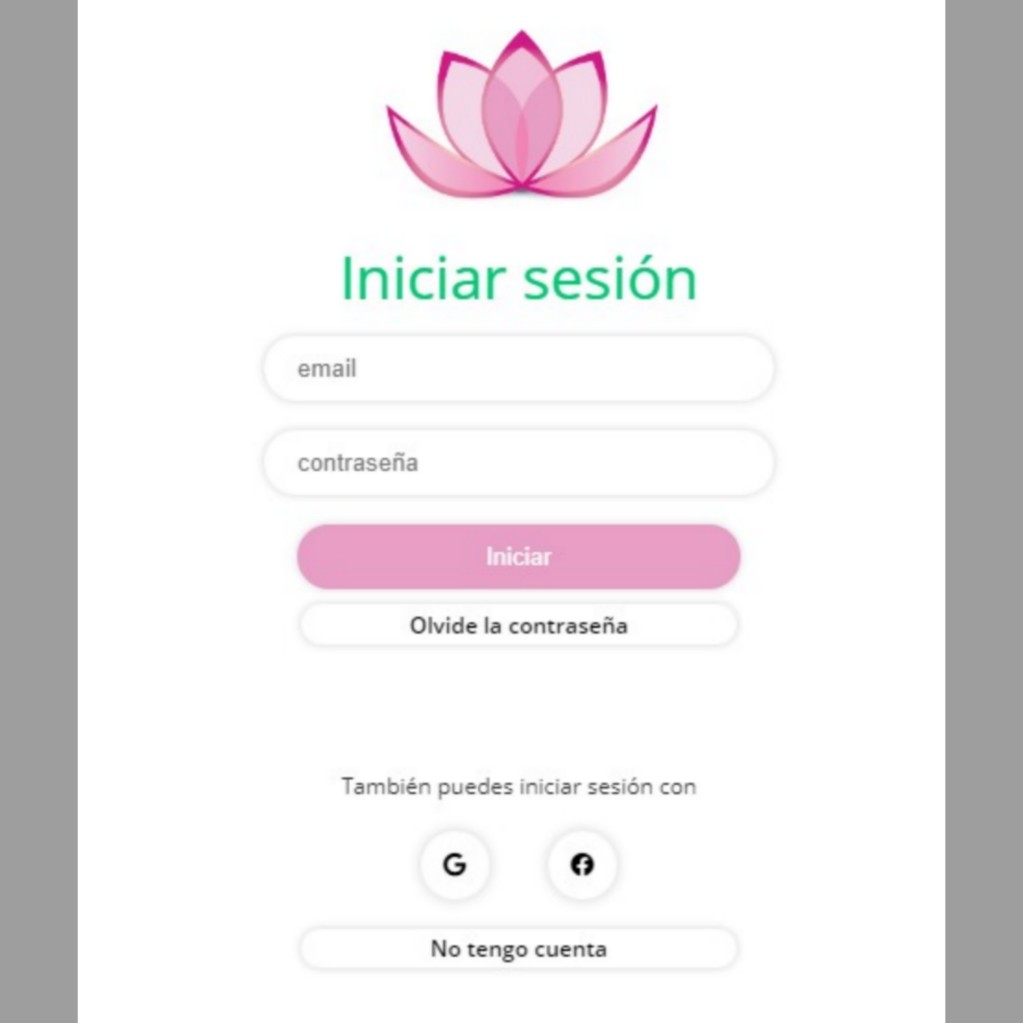 Iniciar sesión
email
contraseña
Iniciar
Olvide la contraseña
También puedes iniciar sesión con
No tengo cuenta